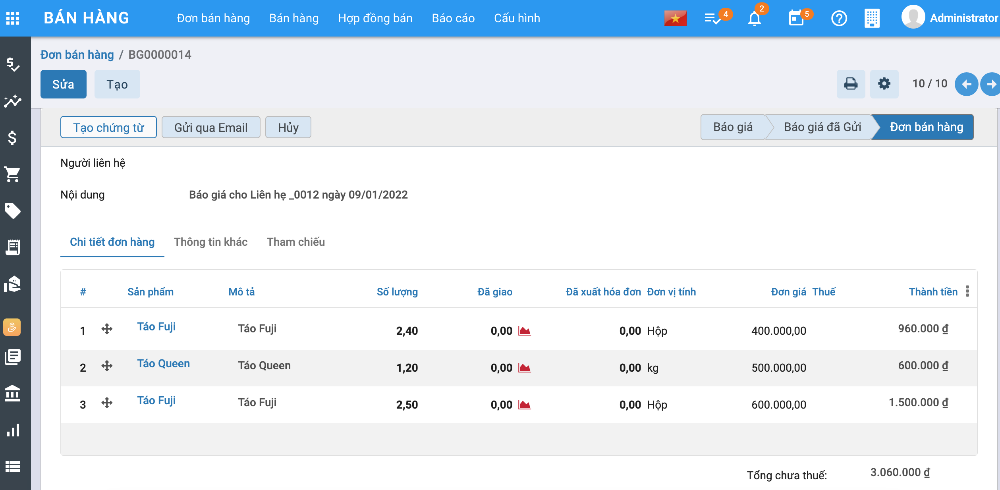 BÁN HÀNG Đơn bán hàng Bán hàng Hợp đồng bán Báo cáo Cấu hình 4 2 5 Administrator
Đơn bán hàng / BG0000014
Sửa Tạo 10 / 10
Tạo chứng từ Gửi qua Email Hủy Báo giá Báo giá đã Gửi Đơn bán hàng
Người liên hệ
Nội dung Báo giá cho Liên hẹ _0012 ngày 09/01/2022
Chi tiết đơn hàng Thông tin khác Tham chiếu
# Sản phẩm Mô tả Số lượng Đã giao Đã xuất hóa đơn Đơn vị tính Đơn giá Thuế Thành tiền
1 Táo Fuji Táo Fuji 2,40 0,00 0,00 Hộp 400.000,00 960.000 ₫
2 Táo Queen Táo Queen 1,20 0,00 0,00 kg 500.000,00 600.000 ₫
3 Táo Fuji Táo Fuji 2,50 0,00 0,00 Hộp 600.000,00 1.500.000 ₫
Tổng chưa thuế: 3.060.000 ₫